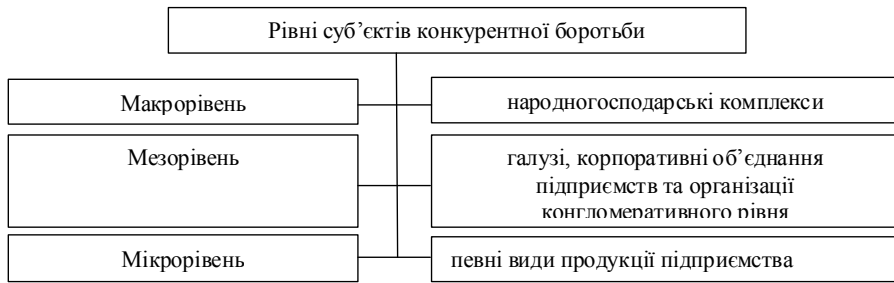 Рівні суб’єктів конкурентної боротьби
Макрорівень
народногосподарські комплекси
Мезорівень
галузі, корпоративні об’єднання
підприємств та організації
конгломеративного рівня
Мікрорівень
певні види продукції підприємства